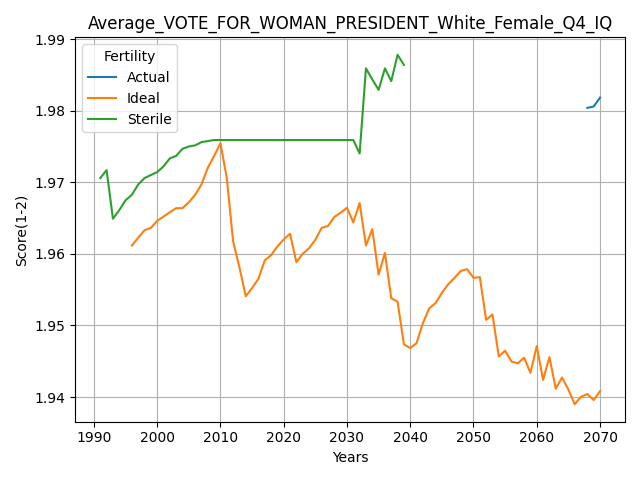 Average_VOTE_FOR_WOMAN_PRESIDENT_White_Female_Q4_IQ
Fertility
Actual
Ideal
Sterile
Score(1-2)
1.99
1.98
1.97
1.96
1.95
1.94
1990 2000 2010 2020 2030 2040 2050 2060 2070
Years